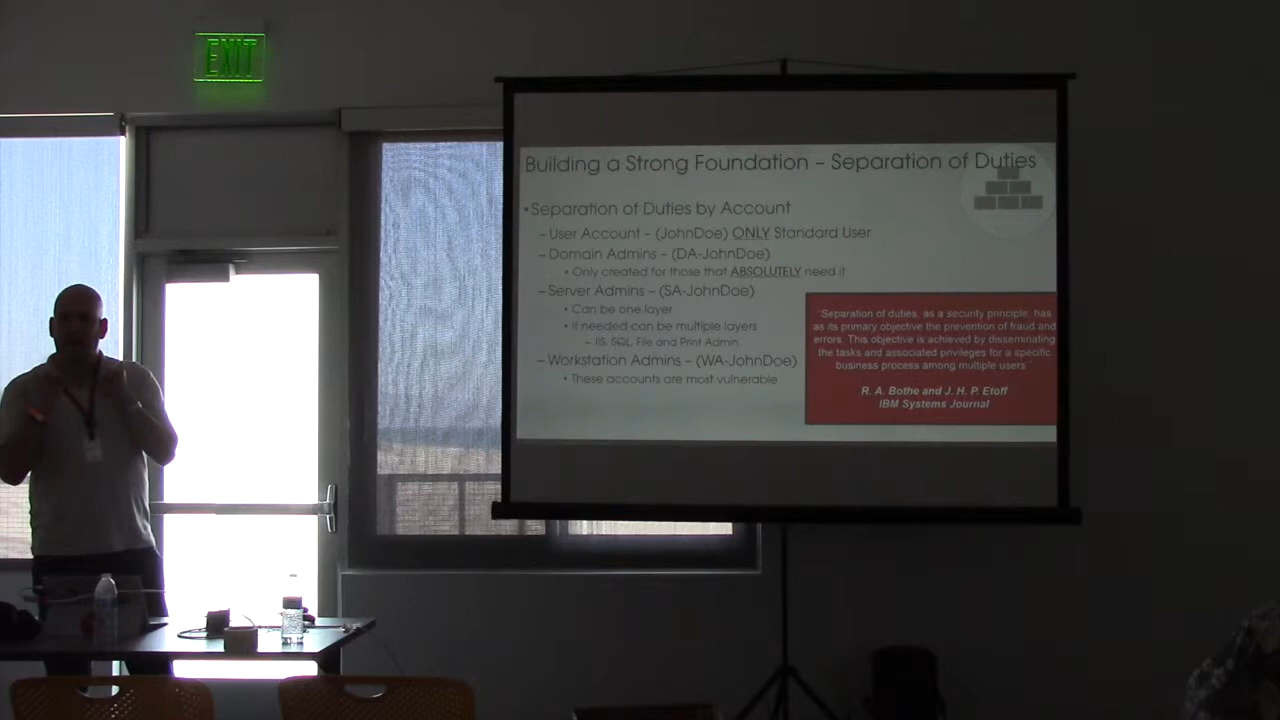 EXIT
Building a Strong Foundation – Separation of Duties
• Separation of Duties by Account
– User Account – (JohnDoe) ONLY Standard User
– Domain Admins – (DA-JohnDoe)
• Only created for those that ABSOLUTELY need it
– Server Admins – (SA-JohnDoe)
• Can be one layer
• If needed can be multiple layers
– IIS, SQL, File and Print Admin
– Workstation Admins – (WA-JohnDoe)
• These accounts are most vulnerable
"Separation of duties, as a security principle, has
as its primary objective the prevention of fraud and
errors. This objective is achieved by disseminating
the tasks and associated privileges for a specific
business process among multiple users"
R. A. Bothe and J. H. P. Etoff
IBM Systems Journal